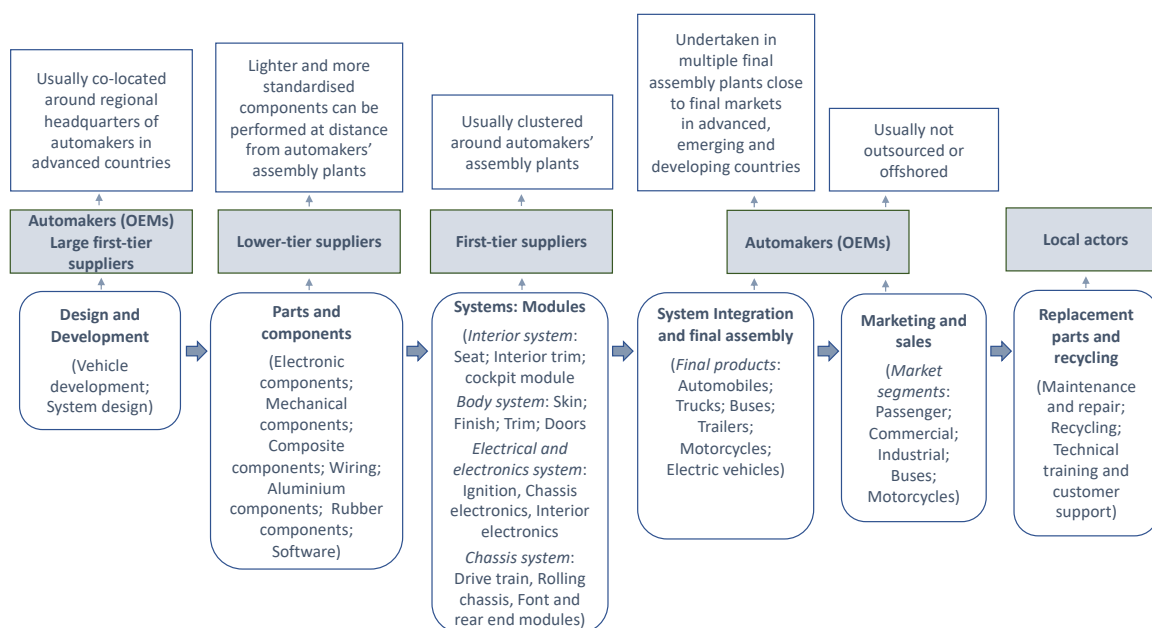 Usually co-located
around regional
headquarters of
automakers in
advanced countries
Lighter and more
standardised
components can be
performed at distance
from automakers'
assembly plants
Usually clustered
around automakers'
assembly plants
Undertaken in
multiple final
assembly plants close
to final markets
in advanced,
emerging and
developing countries
Usually not
outsourced or
offshored
Automakers (OEMs)
Large first-tier
suppliers
Lower-tier suppliers
First-tier suppliers
Automakers (OEMs)
Local actors
Design and
Development
(Vehicle
development;
System design)
Parts and
components
(Electronic
components;
Mechanical
components;
Composite
components; Wiring;
Aluminium
components; Rubber
components;
Software)
Systems: Modules
(Interior system:
Seat; Interior trim;
cockpit module
Body system: Skin;
Finish; Trim; Doors
Electrical and
electronics system:
Ignition, Chassis
electronics, Interior
electronics
Chassis system:
Drive train, Rolling
chassis, Font and
rear end modules)
System Integration
and final assembly
(Final products:
Automobiles;
Trucks; Buses;
Trailers;
Motorcycles;
Electric vehicles)
Marketing and
sales
(Market
segments:
Passenger;
Commercial;
Industrial;
Buses;
Motorcycles)
Replacement
parts and
recycling
(Maintenance
and repair;
Recycling;
Technical
training and
customer
support)